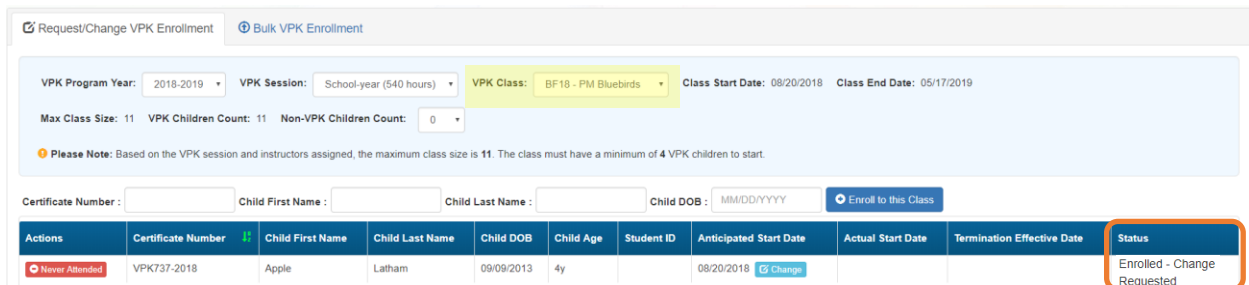 Request/Change VPK Enrollment Bulk VPK Enrollment
VPK Program Year: 2018-2019 VPK Session: School-year (540 hours) VPK Class: BF18 - PM Bluebirds Class Start Date: 08/20/2018 Class End Date: 05/17/2019
Max Class Size: 11 VPK Children Count: 11 Non-VPK Children Count: 0
Please Note: Based on the VPK session and instructors assigned, the maximum class size is 11. The class must have a minimum of 4 VPK children to start.
Certificate Number : Child First Name : Child Last Name : Child DOB : MM/DD/YYYY Enroll to this Class
Actions Certificate Number Child First Name Child Last Name Child DOB Child Age Student ID Anticipated Start Date Actual Start Date Termination Effective Date Status
Never Attended VPK737-2018 Apple Latham 09/09/2013 4y 08/20/2018 Change Enrolled - Change
Requested